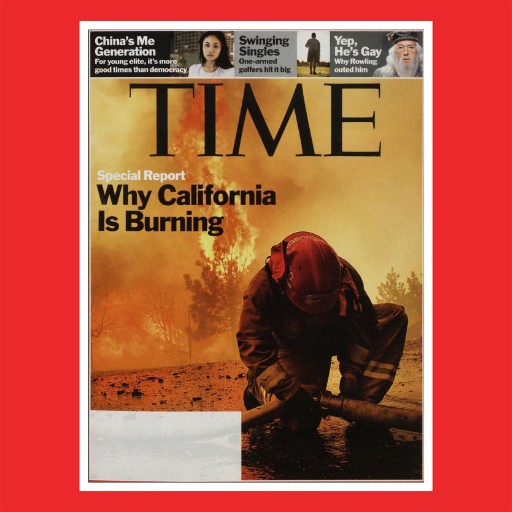 China's Me
Generation
For young elite, it's more
good times than democracy
Swinging
Singles
One-armed
golfers hit it big
Yep,
He's Gay
Why Rowling
outed him
TIME
Special Report
Why California
Is Burning